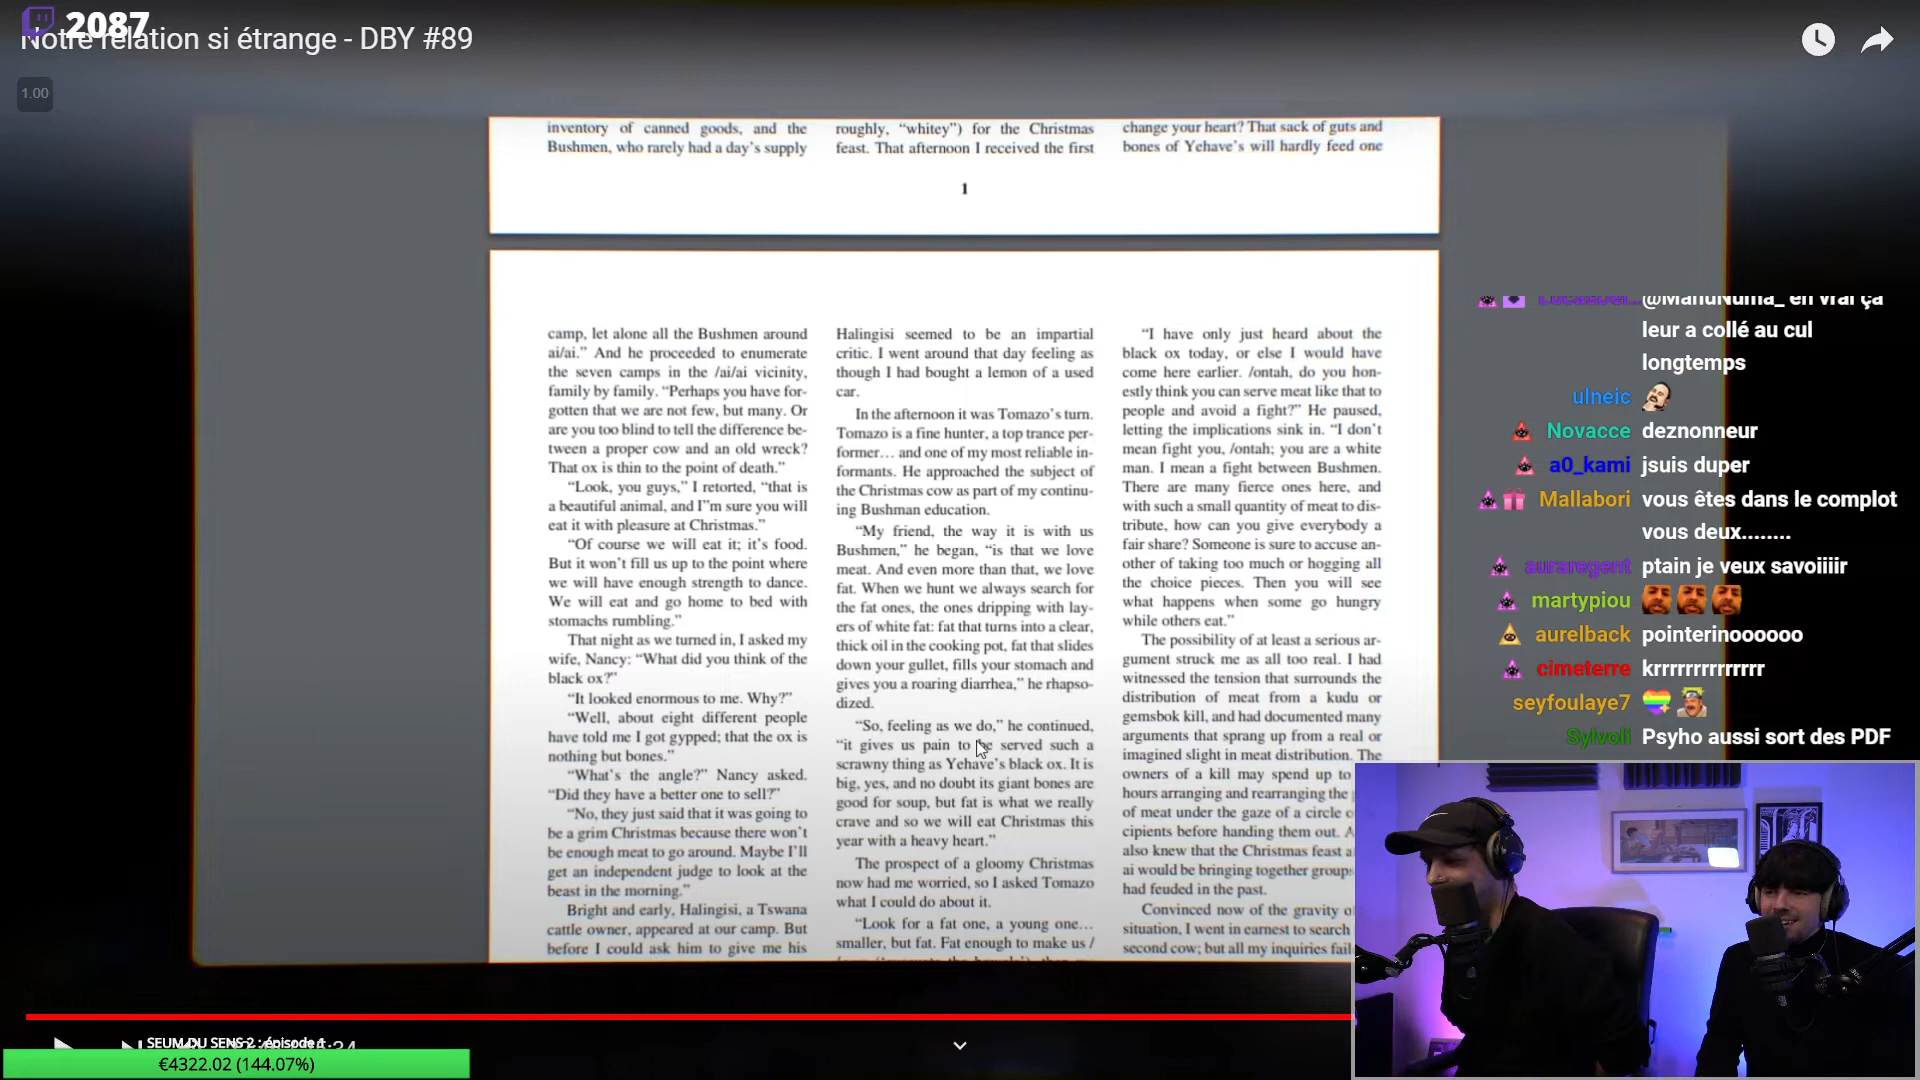 2087
Notre relation si étrange - DBY #89
1.00
inventory of canned goods, and the
Bushmen, who rarely had a day's supply
roughly, “whitey”) for the Christmas
feast. That afternoon I received the first
change your heart? That sack of guts and
bones of Yehave's will hardly feed one
1
camp, let alone all the Bushmen around
ai/ai.” And he proceeded to enumerate
the seven camps in the /ai/ai vicinity,
family by family. “Perhaps you have for-
gotten that we are not few, but many. Or
are you too blind to tell the difference be-
tween a proper cow and an old wreck?
That ox is thin to the point of death.”
“Look, you guys,” I retorted, “that is
a beautiful animal, and I”m sure you will
eat it with pleasure at Christmas.”
“Of course we will eat it; it's food.
But it won't fill us up to the point where
we will have enough strength to dance.
We will eat and go home to bed with
stomachs rumbling.”
That night as we turned in, I asked my
wife, Nancy: “What did you think of the
black ox?”
“It looked enormous to me. Why?”
“Well, about eight different people
have told me I got gypped; that the ox is
nothing but bones.”
“What's the angle?” Nancy asked.
“Did they have a better one to sell?”
“No, they just said that it was going to
be a grim Christmas because there won't
be enough meat to go around. Maybe I'll
get an independent judge to look at the
beast in the morning.”
Bright and early, Halingisi, a Tswana
cattle owner, appeared at our camp. But
before I could ask him to give me his
Halingisi seemed to be an impartial
critic. I went around that day feeling as
though I had bought a lemon of a used
car.
In the afternoon it was Tomazo's turn.
Tomazo is a fine hunter, a top trance per-
former… and one of my most reliable in-
formants. He approached the subject of
the Christmas cow as part of my continu-
ing Bushman education.
“My friend, the way it is with us
Bushmen,” he began, “is that we love
meat. And even more than that, we love
fat. When we hunt we always search for
the fat ones, the ones dripping with lay-
ers of white fat: fat that turns into a clear,
thick oil in the cooking pot, fat that slides
down your gullet, fills your stomach and
gives you a roaring diarrhea,” he rhapso-
dized.
“So, feeling as we do,” he continued,
“it gives us pain to be served such a
scrawny thing as Yehave's black ox. It is
big, yes, and no doubt its giant bones are
good for soup, but fat is what we really
crave and so we will eat Christmas this
year with a heavy heart.”
The prospect of a gloomy Christmas
now had me worried, so I asked Tomazo
what I could do about it.
“Look for a fat one, a young one…
smaller, but fat. Fat enough to make us /
“I have only just heard about the
black ox today, or else I would have
come here earlier. /ontah, do you hon-
estly think you can serve meat like that to
people and avoid a fight?” He paused,
letting the implications sink in. “I don't
mean fight you, /ontah; you are a white
man. I mean a fight between Bushmen.
There are many fierce ones here, and
with such a small quantity of meat to dis-
tribute, how can you give everybody a
fair share? Someone is sure to accuse an-
other of taking too much or hogging all
the choice pieces. Then you will see
what happens when some go hungry
while others eat.”
The possibility of at least a serious ar-
gument struck me as all too real. I had
witnessed the tension that surrounds the
distribution of meat from a kudu or
gemsbok kill, and had documented many
arguments that sprang up from a real or
imagined slight in meat distribution. The
owners of a kill may spend up to
hours arranging and rearranging the
of meat under the gaze of a circle o
cipients before handing them out. A
also knew that the Christmas feast a
ai would be bringing together group
had feuded in the past.
Convinced now of the gravity o
situation, I went in earnest to search
second cow; but all my inquiries fail
@ManuNuma_ en vrai ça
leur a collé au cul
longtemps
ulneic
Novacce deznonneur
a0_kami jsuis duper
Mallabori vous êtes dans le complot
vous deux........
auraregent ptain je veux savoiiiir
martypiou
aurelback pointerinoooooo
cimeterre krrrrrrrrrrrrrr
seyfoulaye7
Sylvoli Psyho aussi sort des PDF
SEUM DU SENS 2 : épisode 1
€4322.02 (144.07%)